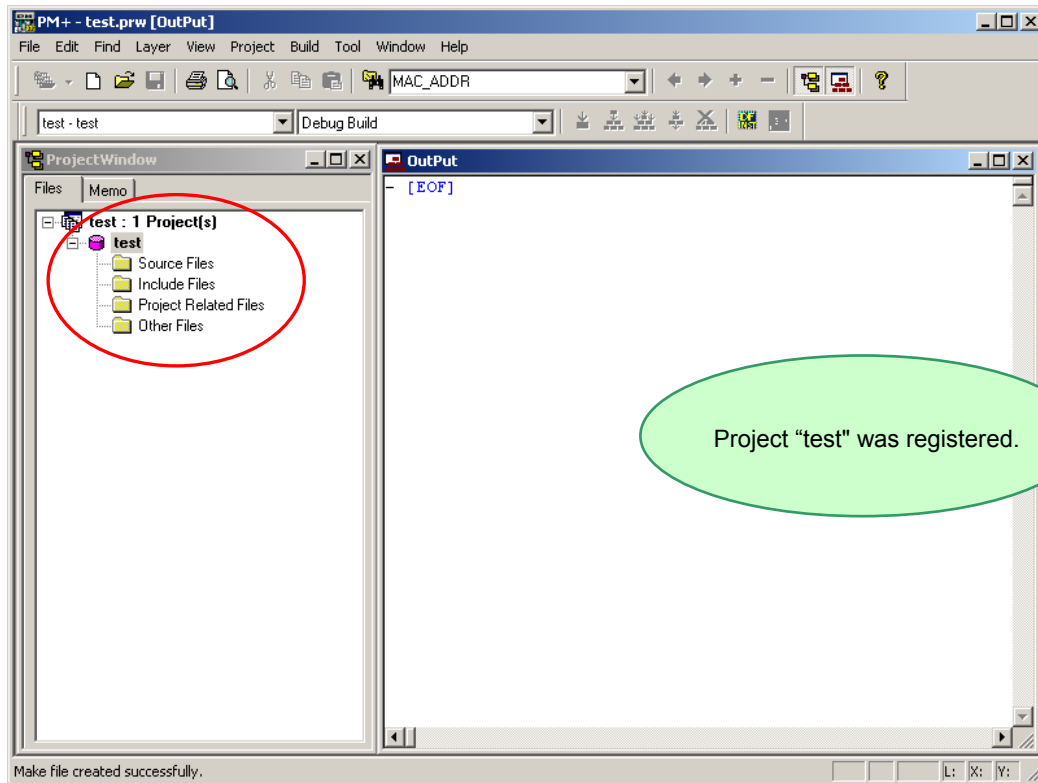 PM+ - test.prw [OutPut]
File Edit Find Layer View Project Build Tool Window Help
MAC_ADDR
test - test Debug Build
ProjectWindow
Files Memo
test : 1 Project(s)
test
Source Files
Include Files
Project Related Files
Other Files
OutPut
[EOF]
Project “test" was registered.
Make file created successfully.
L: X: Y: